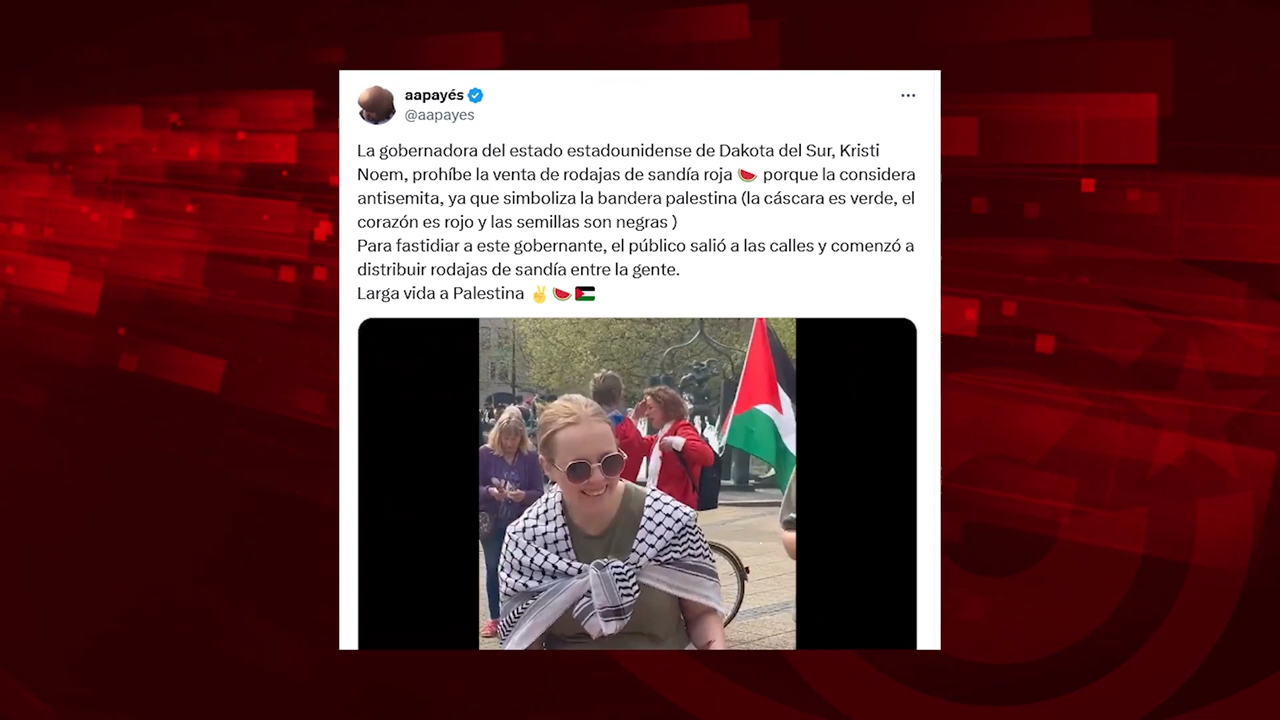 aapayés
@aapayes
La gobernadora del estado estadounidense de Dakota del Sur, Kristi
Noem, prohíbe la venta de rodajas de sandía roja 🍉 porque la considera
antisemita, ya que simboliza la bandera palestina (la cáscara es verde, el
corazón es rojo y las semillas son negras )
Para fastidiar a este gobernante, el público salió a las calles y comenzó a
distribuir rodajas de sandía entre la gente.
Larga vida a Palestina ✌️ 🍉 🇵🇸